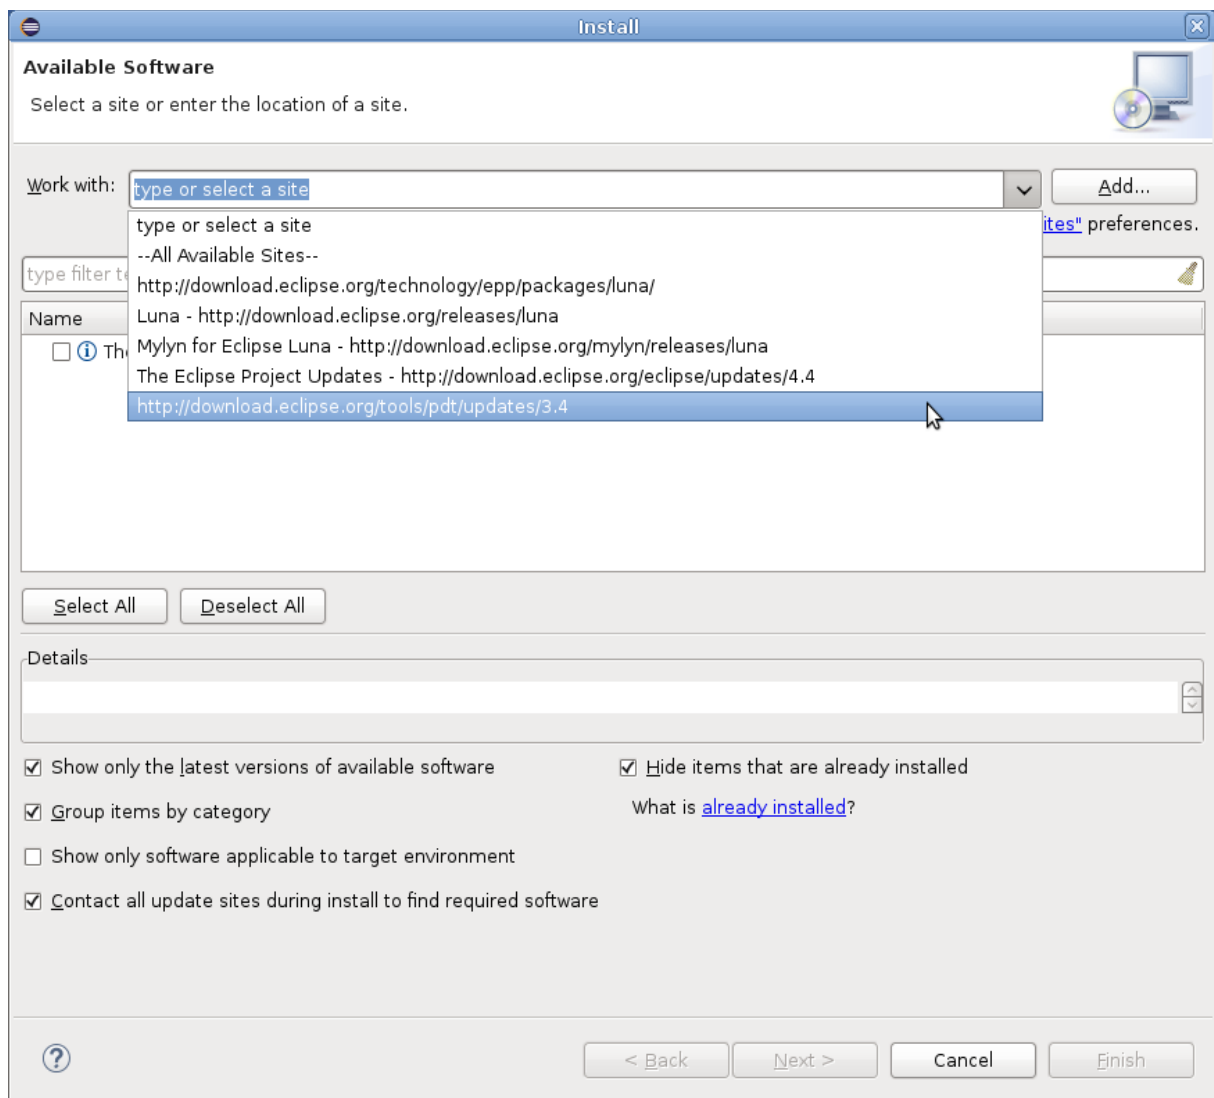 Install
Available Software
Select a site or enter the location of a site.
Work with: type or select a site Add...
type or select a site
ites" preferences.
--All Available Sites--
type filter te
http://download.eclipse.org/technology/epp/packages/luna/
Name
Luna - http://download.eclipse.org/releases/luna
The
Mylyn for Eclipse Luna - http://download.eclipse.org/mylyn/releases/luna
The Eclipse Project Updates - http://download.eclipse.org/eclipse/updates/4.4
http://download.eclipse.org/tools/pdt/updates/3.4
Select All Deselect All
Details
Show only the latest versions of available software Hide items that are already installed
Group items by category What is already installed?
Show only software applicable to target environment
Contact all update sites during install to find required software
? < Back Next > Cancel Finish